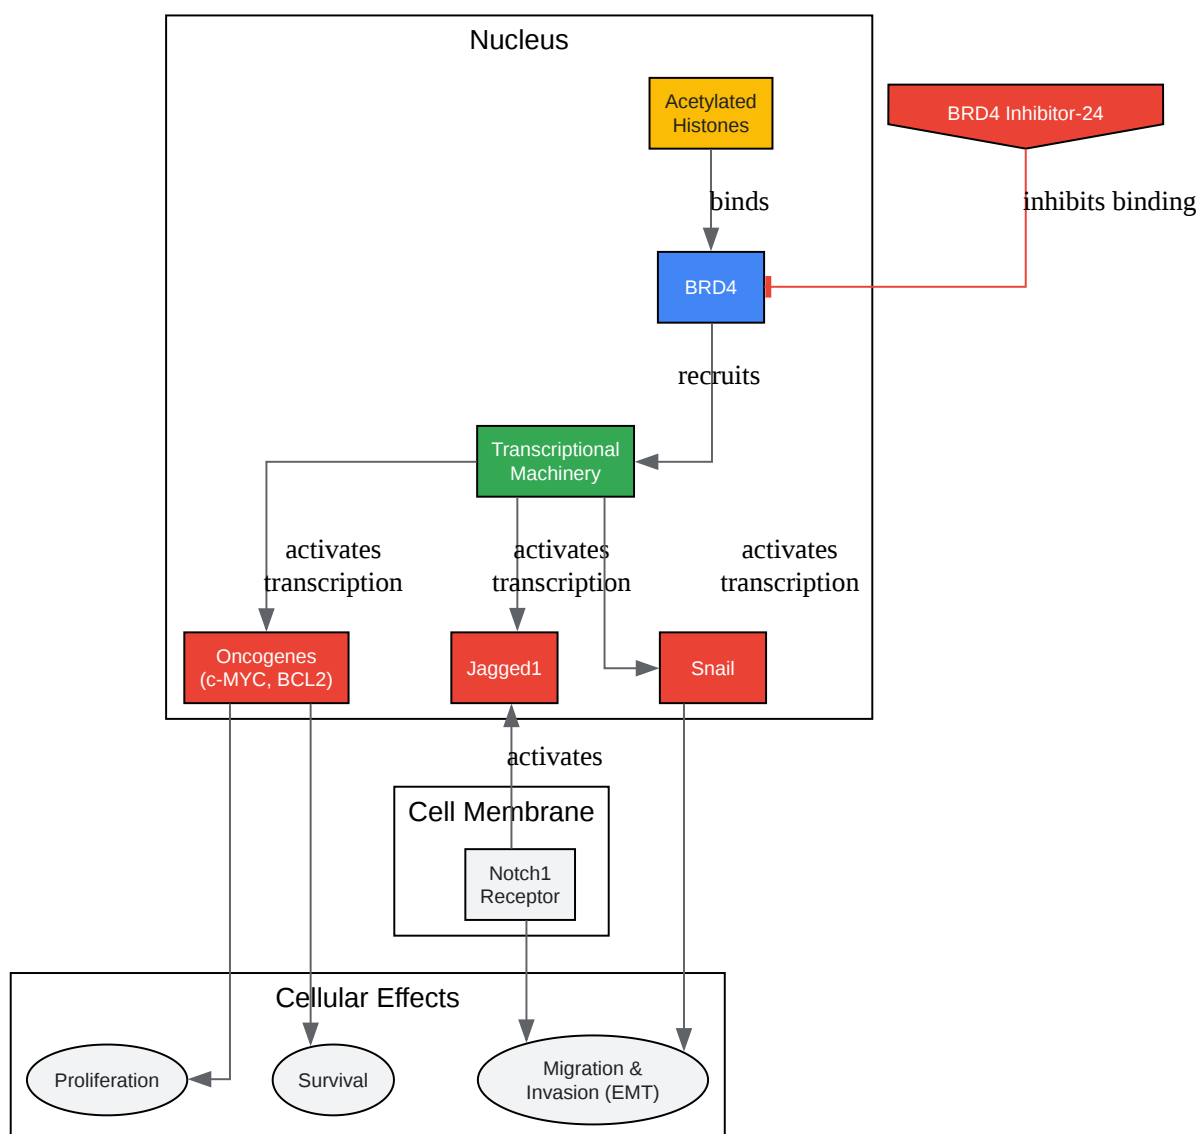 Nucleus
Acetylated
Histones
BRD4 Inhibitor-24
binds
inhibits binding
BRD4
recruits
Transcriptional
Machinery
activates
transcription
activates
transcription
activates
transcription
Oncogenes
(c-MYC, BCL2)
Jagged1
Snail
activates
Cell Membrane
Notch1
Receptor
Cellular Effects
Proliferation
Survival
Migration &
Invasion (EMT)